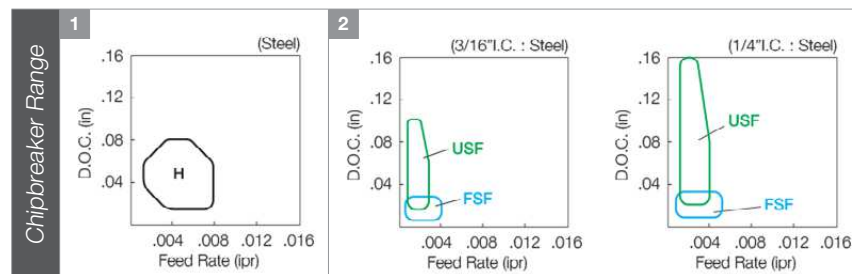 Chipbreaker Range
1
(Steel)
.16
.12
.08
.04
D.O.C. (in)
H
.004 .008 .012 .016
Feed Rate (ipr)
2
(3/16"I.C. : Steel)
.16
.12
.08
.04
D.O.C. (in)
USF
FSF
.004 .008 .012 .016
Feed Rate (ipr)
(1/4"I.C. : Steel)
.16
.12
.08
.04
D.O.C. (in)
USF
FSF
.004 .008 .012 .016
Feed Rate (ipr)